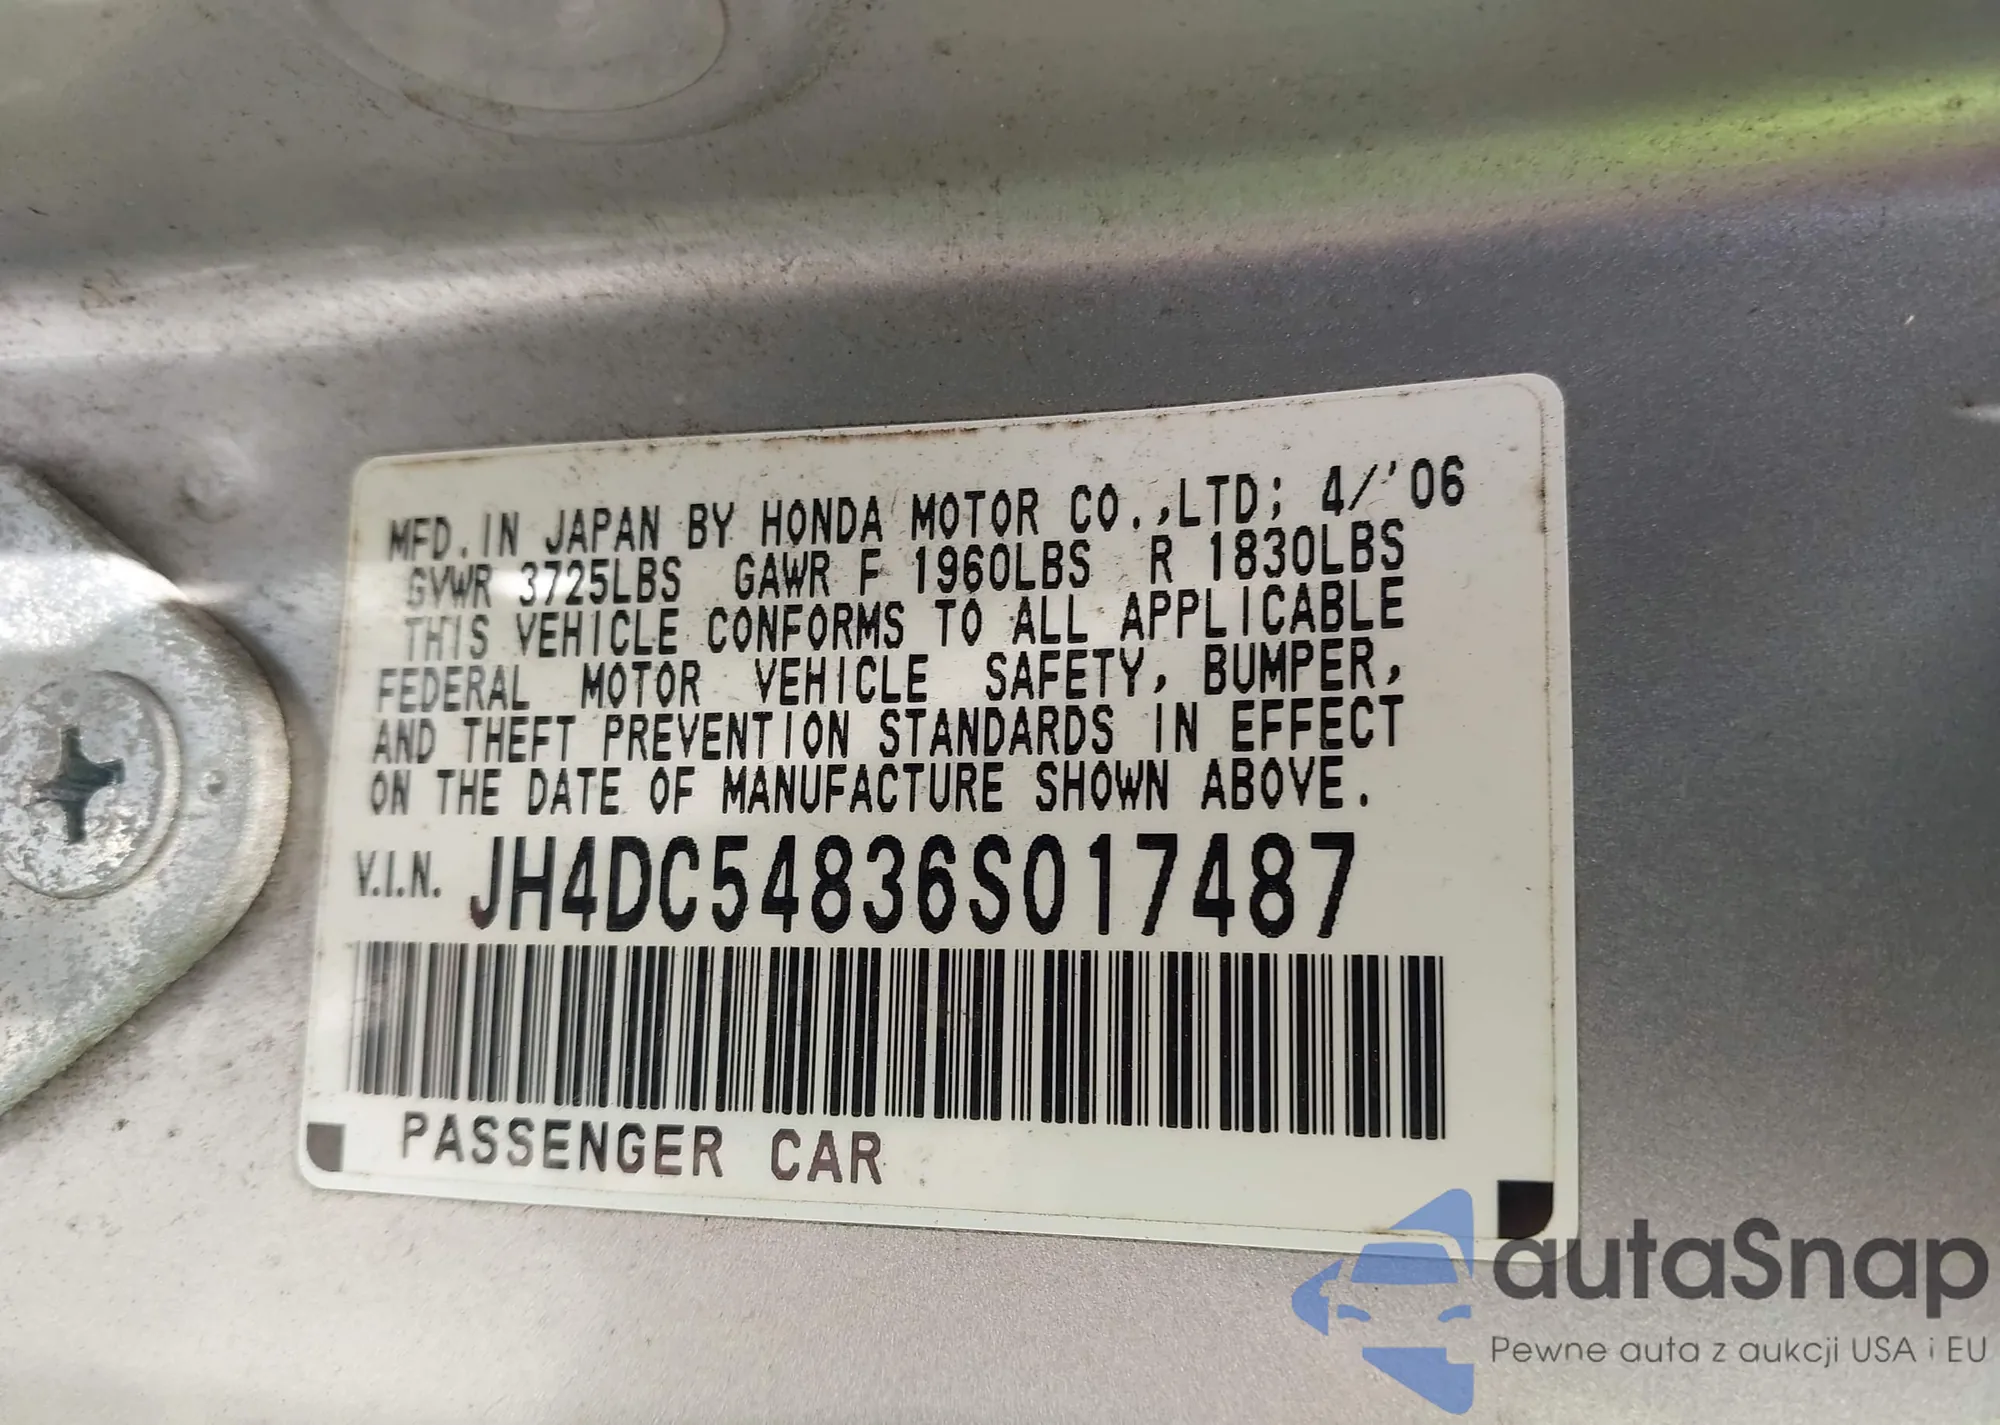 MFD. IN JAPAN BY HONDA MOTOR CO.,LTD; 4/'06
GVWR 3725LBS GAWR F 1960LBS R 1830LBS
THIS VEHICLE CONFORMS TO ALL APPLICABLE
FEDERAL MOTOR VEHICLE SAFETY, BUMPER,
AND THEFT PREVENTION STANDARDS IN EFFECT
ON THE DATE OF MANUFACTURE SHOWN ABOVE.
V.I.N. JH4DC54836S017487
PASSENGER CAR
autaSnap
Pewne auta z aukcji USA i EU